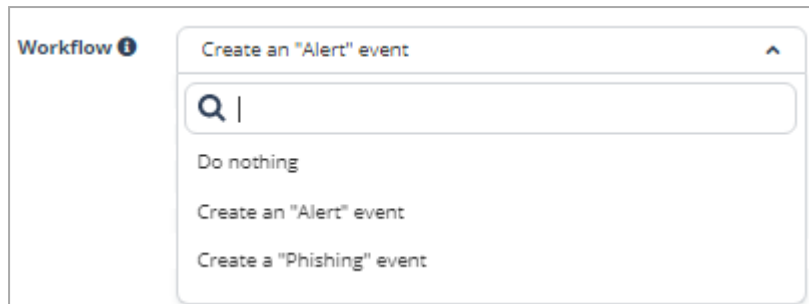 Workflow
Create an "Alert" event
Do nothing
Create an "Alert" event
Create a "Phishing" event